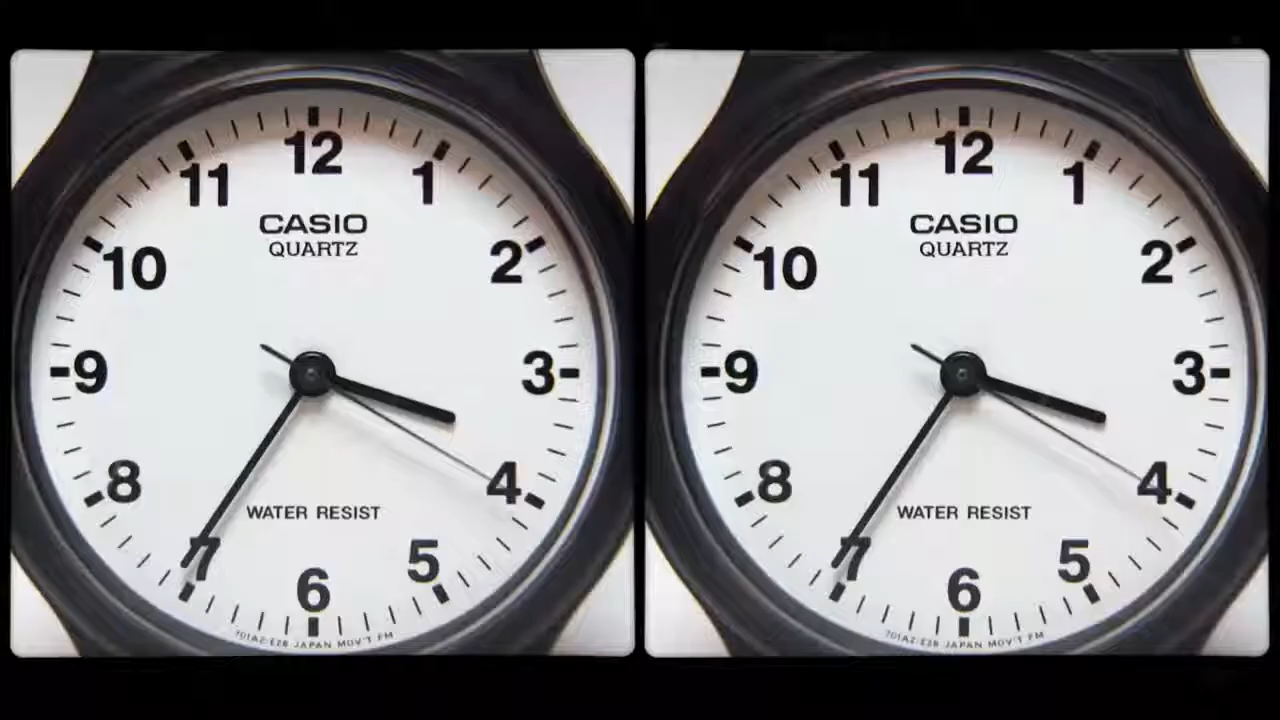 12
11 1
CASIO
QUARTZ
10 2
9 3
8 4
WATER RESIST
7 5
6
JAPAN MOV'T
12
11 1
CASIO
QUARTZ
10 2
9 3
8 4
WATER RESIST
7 5
6
JAPAN MOV'T